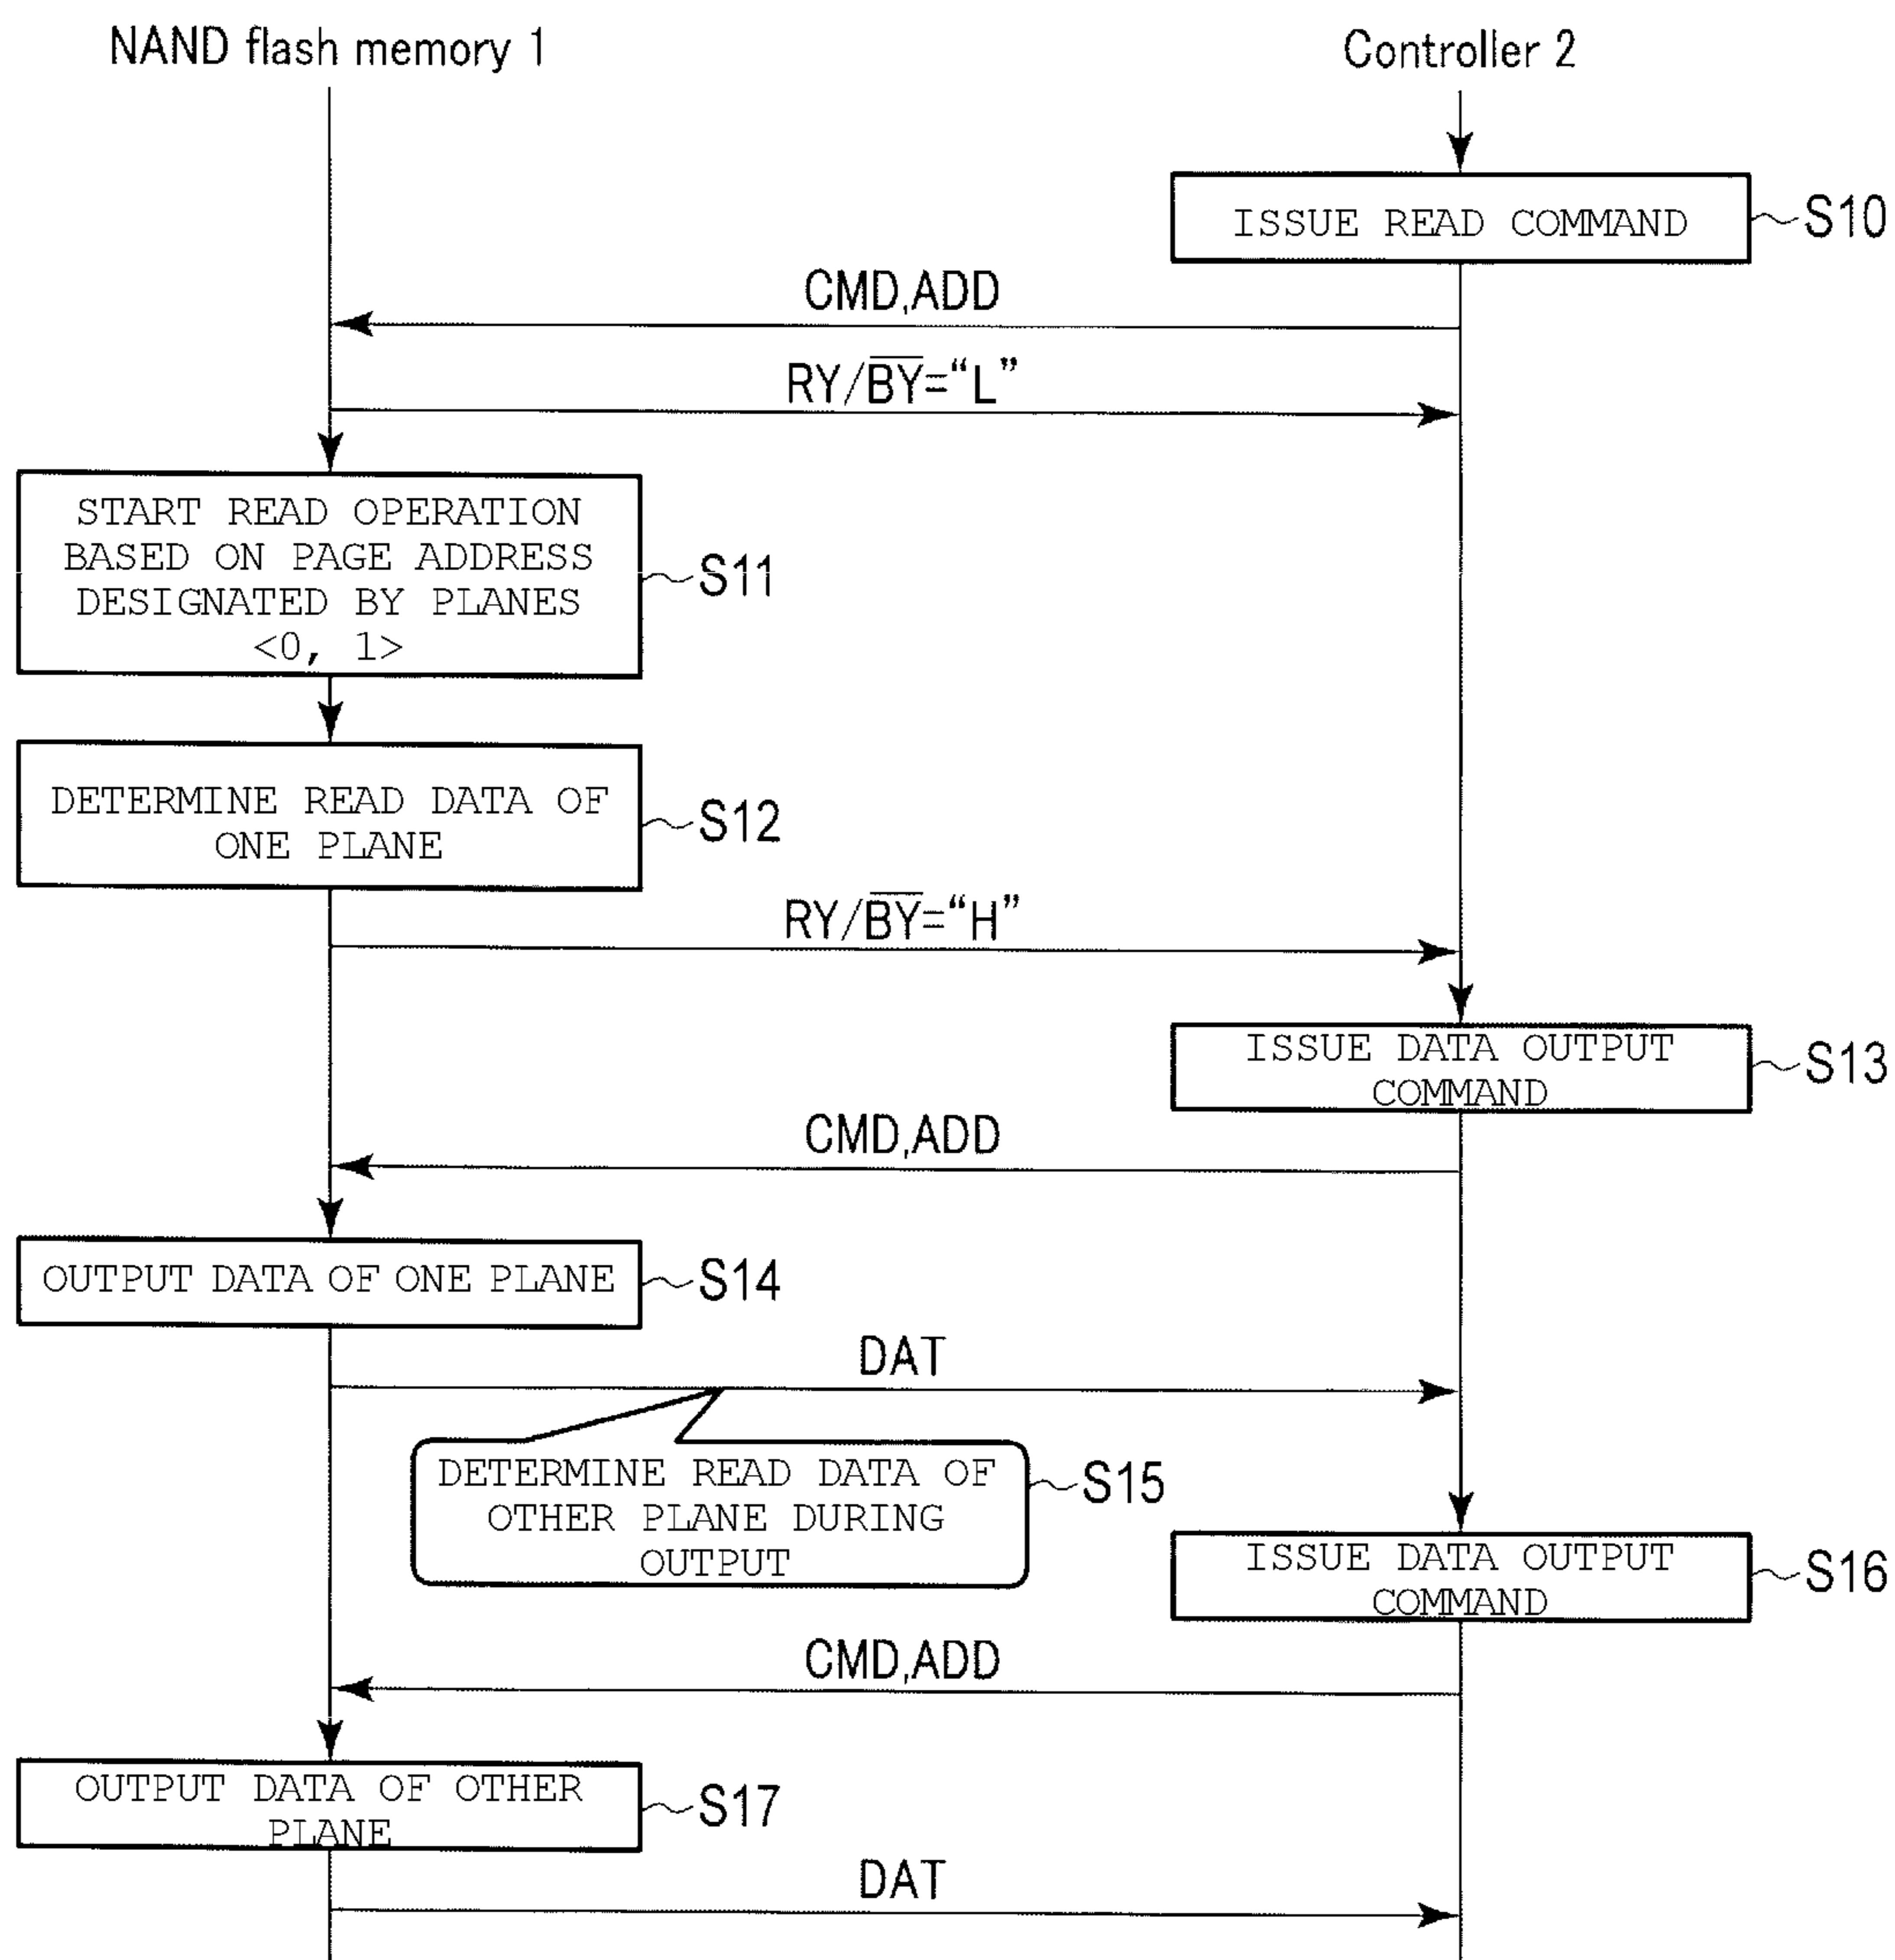 NAND flash memory 1
Controller 2
ISSUE READ COMMAND
S10
CMD,ADD
RY/B̅Y̅="L"
START READ OPERATION
BASED ON PAGE ADDRESS
DESIGNATED BY PLANES
<0, 1>
S11
DETERMINE READ DATA OF
ONE PLANE
S12
RY/B̅Y̅="H"
ISSUE DATA OUTPUT
COMMAND
S13
CMD,ADD
OUTPUT DATA OF ONE PLANE
S14
DAT
DETERMINE READ DATA OF
OTHER PLANE DURING
OUTPUT
S15
ISSUE DATA OUTPUT
COMMAND
S16
CMD,ADD
OUTPUT DATA OF OTHER
PLANE
S17
DAT